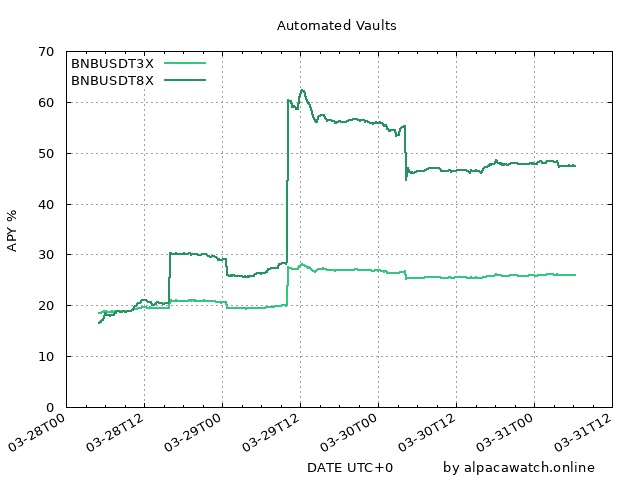 Automated Vaults
BNBUSDT3X
BNBUSDT8X
APY %
70
60
50
40
30
20
10
0
03-28T00
03-28T12
03-29T00
03-29T12
03-30T00
03-30T12
03-31T00
03-31T12
DATE UTC+0
by alpacawatch.online